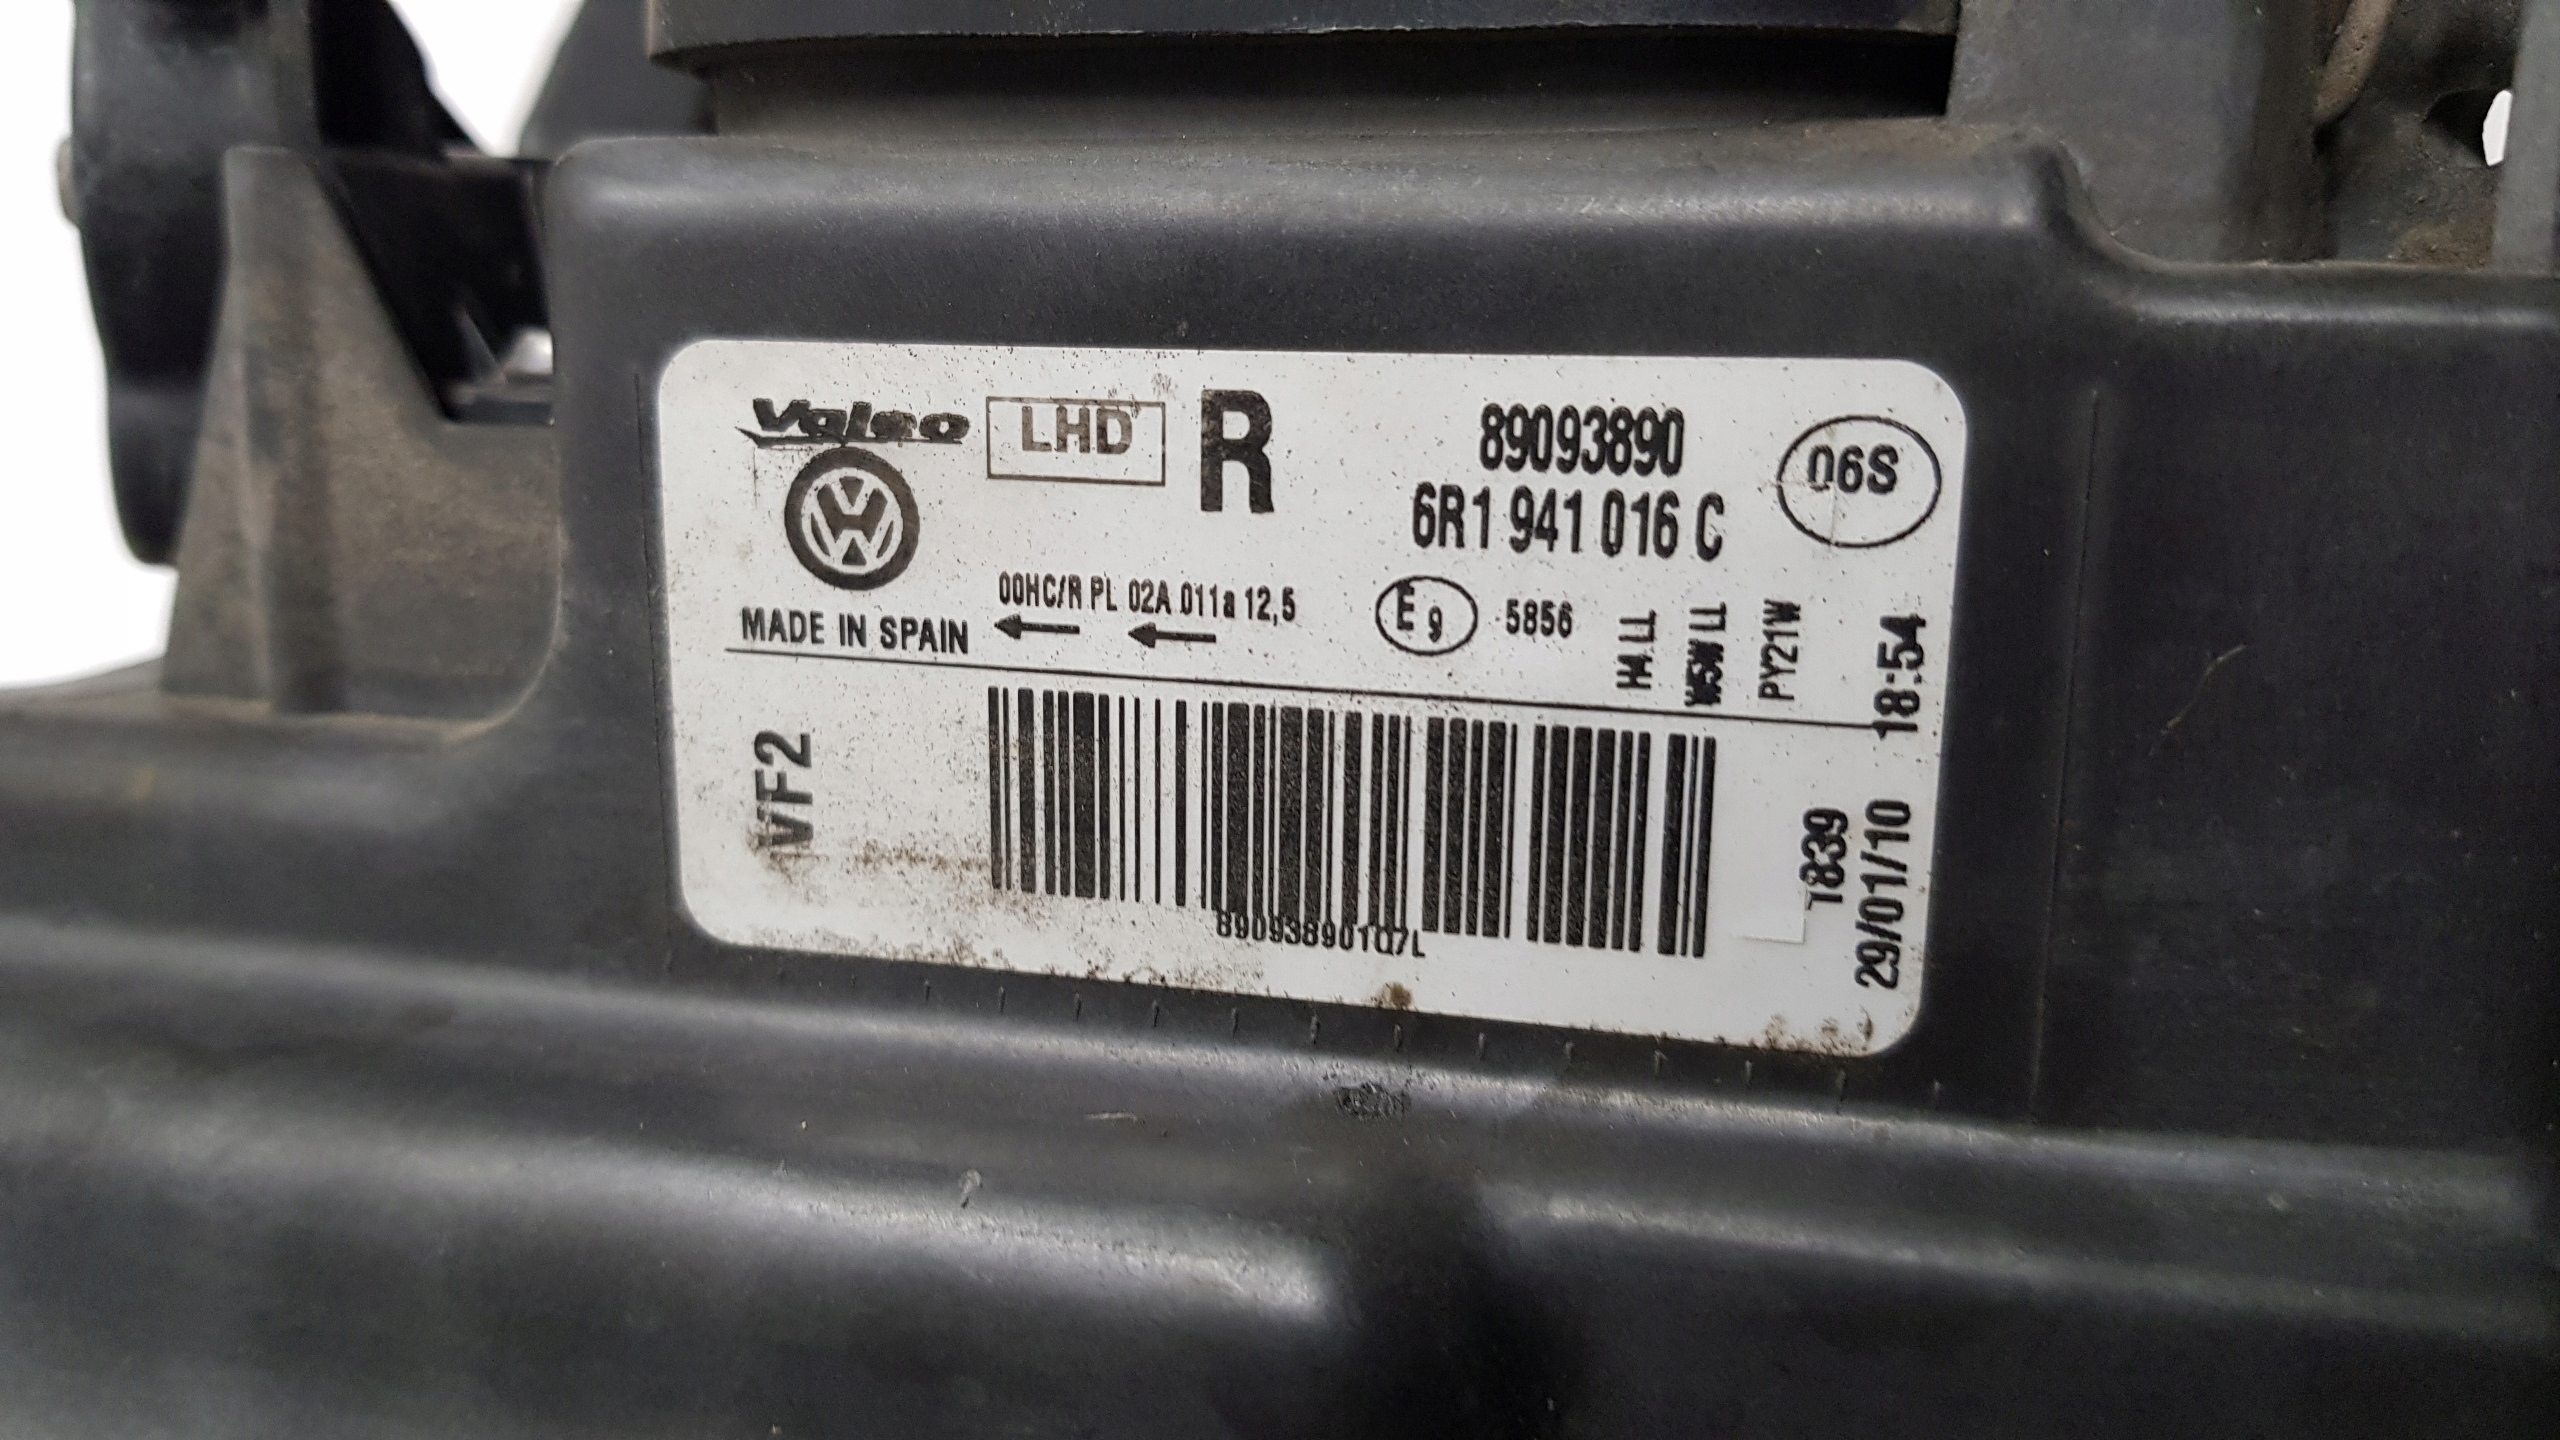 Valeo LHD R 89093890 06S
6R1 941 016 C
00HC/R PL 02A 011a 12,5
E9 5856
H4 LL
W5W LL
PY21W
18:54
MADE IN SPAIN
VF2
1839
29/01/10
89093890107L